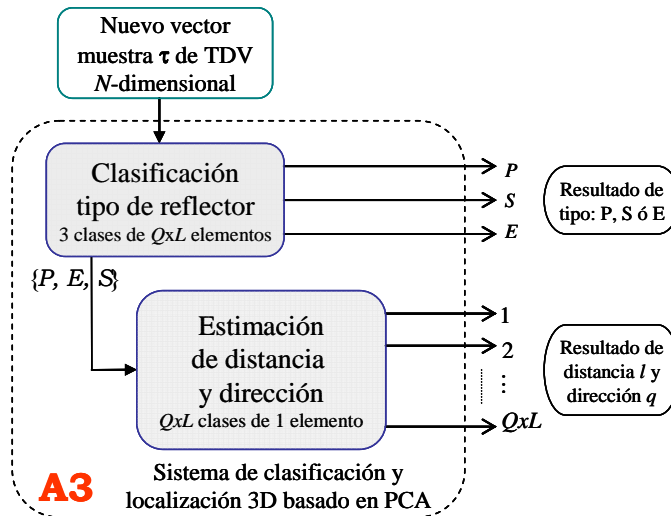 Nuevo vector
muestra τ de TDV
N-dimensional
Clasificación
tipo de reflector
3 clases de QxL elementos
P
S
E
Resultado de
tipo: P, S ó E
{P, E, S}
Estimación
de distancia
y dirección
QxL clases de 1 elemento
1
2
...
QxL
Resultado de
distancia l y
dirección q
A3
Sistema de clasificación y
localización 3D basado en PCA